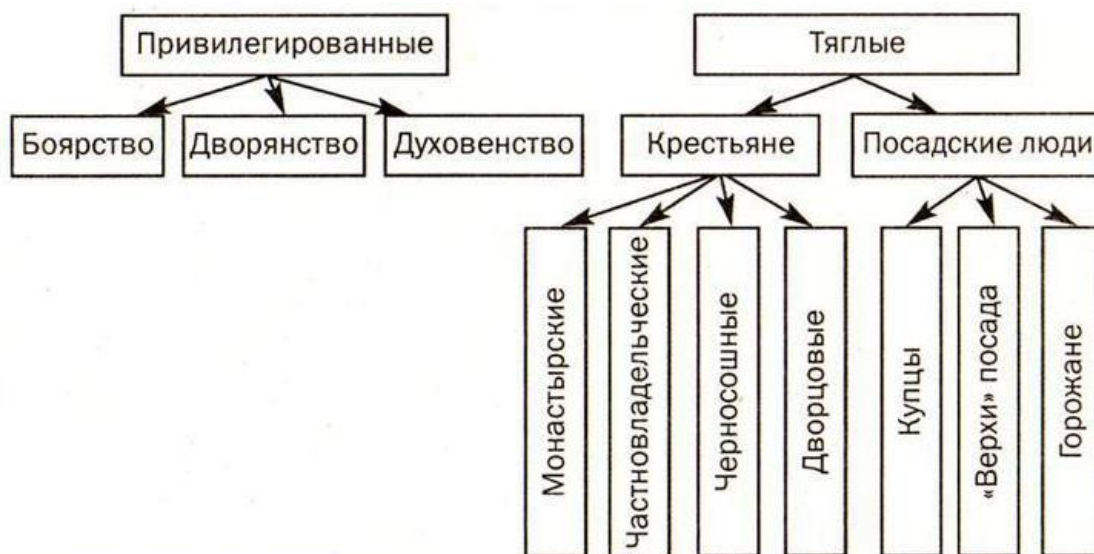 Привилегированные
Тяглые
Боярство
Дворянство
Духовенство
Крестьяне
Посадские люди
Монастырские
Частновладельческие
Черносошные
Дворцовые
Купцы
«Верхи» посада
Горожане